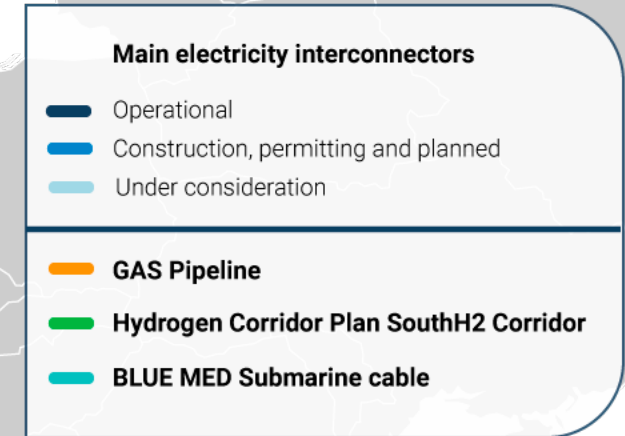 Main electricity interconnectors
Operational
Construction, permitting and planned
Under consideration
GAS Pipeline
Hydrogen Corridor Plan SouthH2 Corridor
BLUE MED Submarine cable